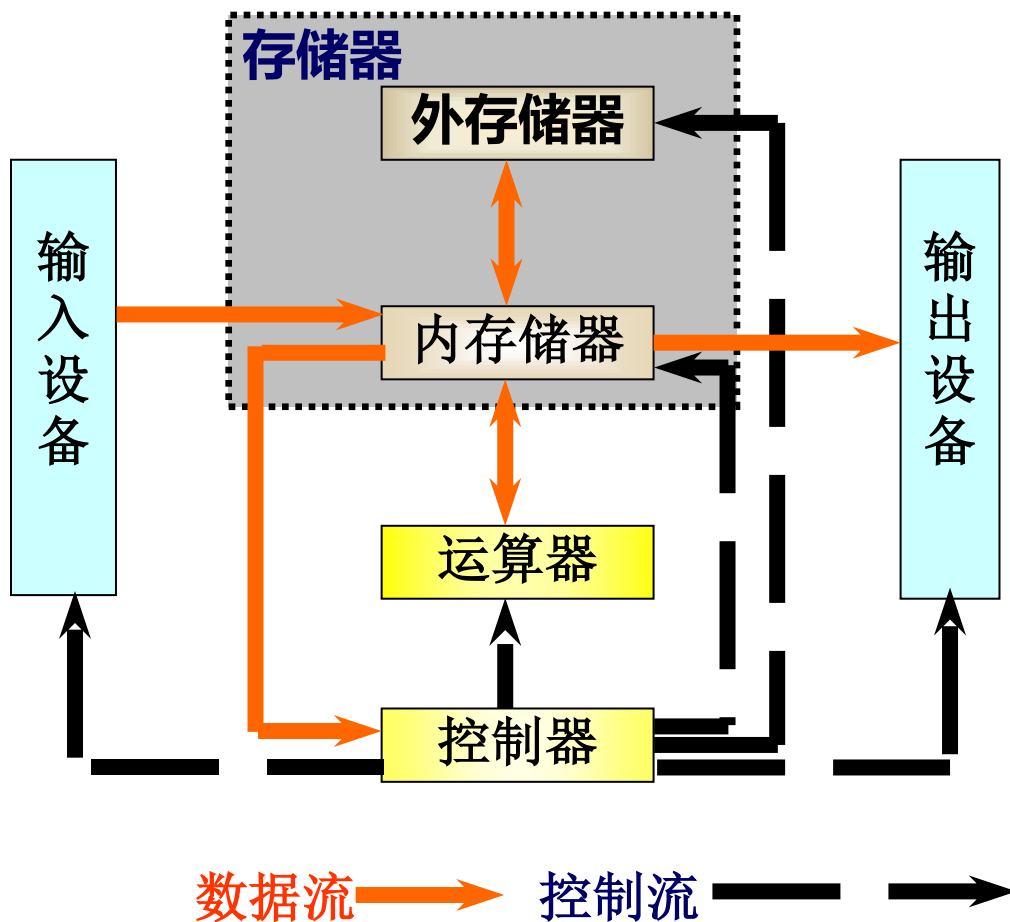 存储器
外存储器
输入设备
内存储器
输出设备
运算器
控制器
数据流
控制流